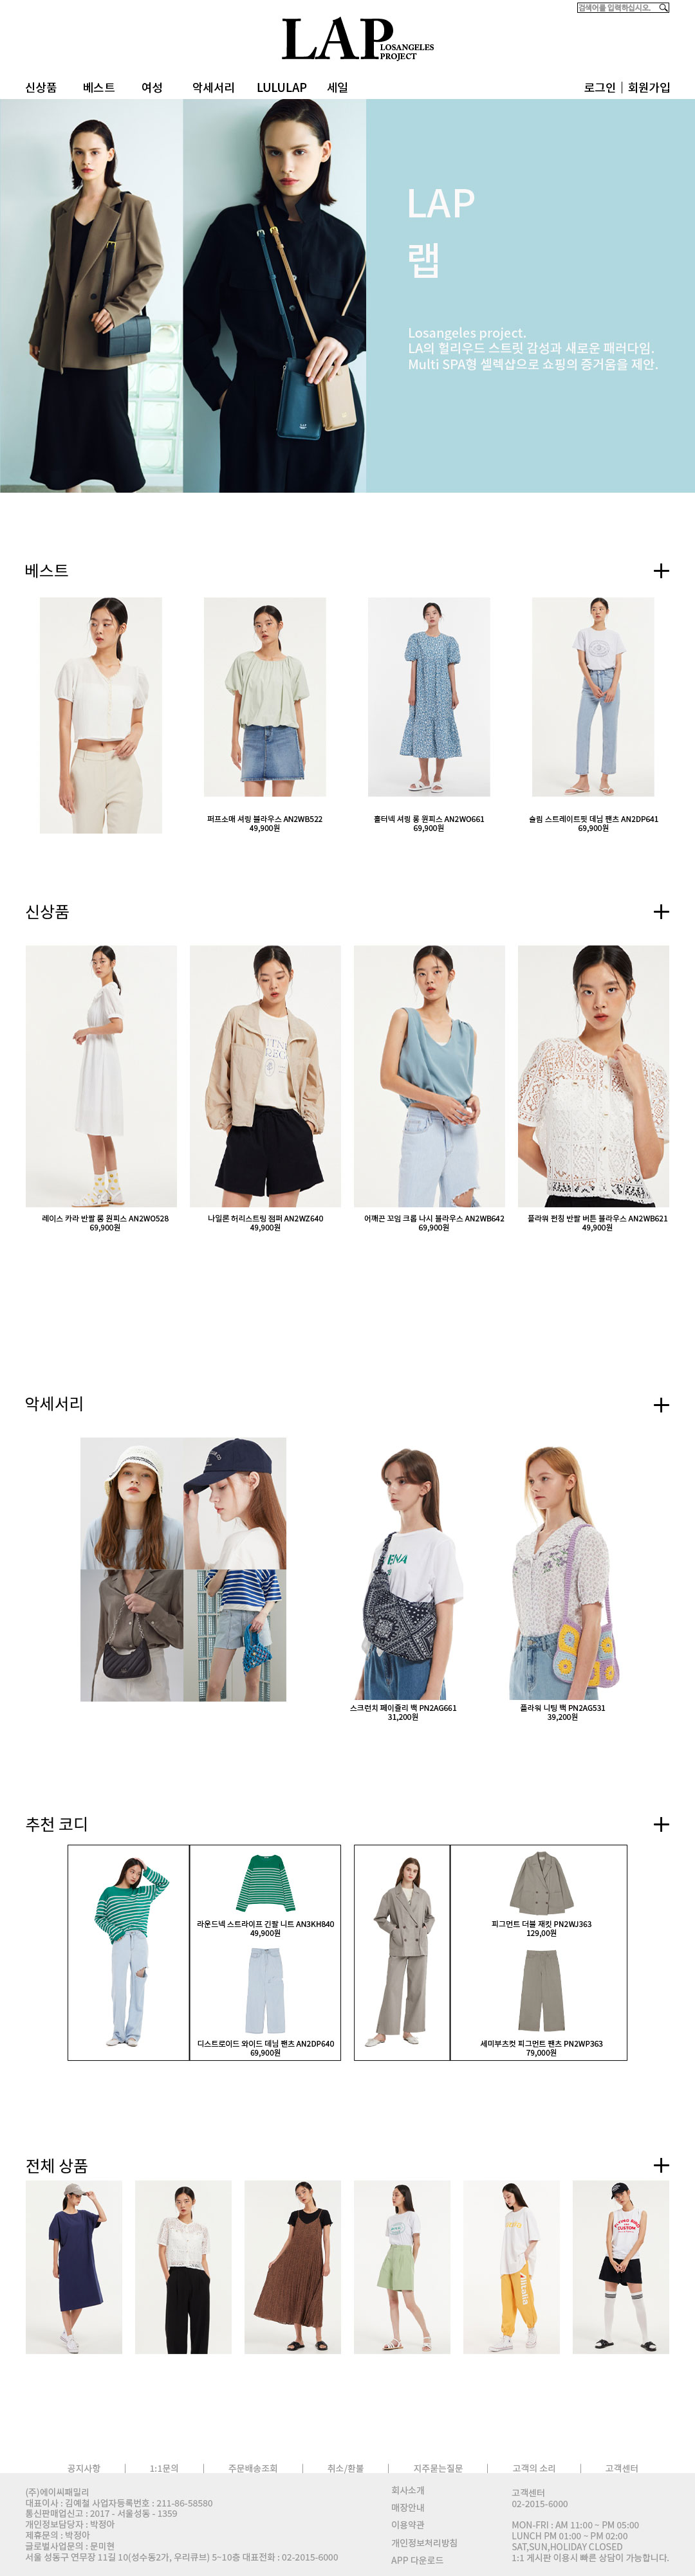 검색어를 입력하십시오.
LAP LOSANGELES
PROJECT
신상품 베스트 여성 악세서리 LULULAP 세일 로그인 | 회원가입
LAP
랩
Losangeles project.
LA의 헐리우드 스트릿 감성과 새로운 패러다임.
Multi SPA형 셀렉샵으로 쇼핑의 즐거움을 제안.
베스트
퍼프소매 셔링 블라우스 AN2WB522
49,900원
홀터넥 셔링 롱 원피스 AN2WO661
69,900원
슬림 스트레이트핏 데님 팬츠 AN2DP641
69,900원
신상품
레이스 카라 반팔 롱 원피스 AN2WO528
69,900원
나일론 허리스트링 점퍼 AN2WZ640
49,900원
어깨끈 꼬임 크롭 나시 블라우스 AN2WB642
69,900원
플라워 펀칭 반팔 버튼 블라우스 AN2WB621
49,900원
악세서리
스크런치 페이즐리 백 PN2AG661
31,200원
플라워 니팅 백 PN2AG531
39,200원
추천 코디
라운드넥 스트라이프 긴팔 니트 AN3KH840
49,900원
디스트로이드 와이드 데님 팬츠 AN2DP640
69,900원
피그먼트 더블 재킷 PN2WJ363
129,00원
세미부츠컷 피그먼트 팬츠 PN2WP363
79,000원
전체 상품
공지사항 | 1:1문의 | 주문배송조회 | 취소/환불 | 자주묻는질문 | 고객의 소리 | 고객센터
(주)에이씨패밀리
대표이사 : 김예철 사업자등록번호 : 211-86-58580
통신판매업신고 : 2017 - 서울성동 - 1359
개인정보담당자 : 박정아
제휴문의 : 박정아
글로벌사업문의 : 문미현
서울 성동구 연무장 11길 10(성수동2가, 우리큐브) 5~10층 대표전화 : 02-2015-6000
회사소개
매장안내
이용약관
개인정보처리방침
APP 다운로드
고객센터
02-2015-6000
MON-FRI : AM 11:00 ~ PM 05:00
LUNCH PM 01:00 ~ PM 02:00
SAT,SUN,HOLIDAY CLOSED
1:1 게시판 이용시 빠른 상담이 가능합니다.